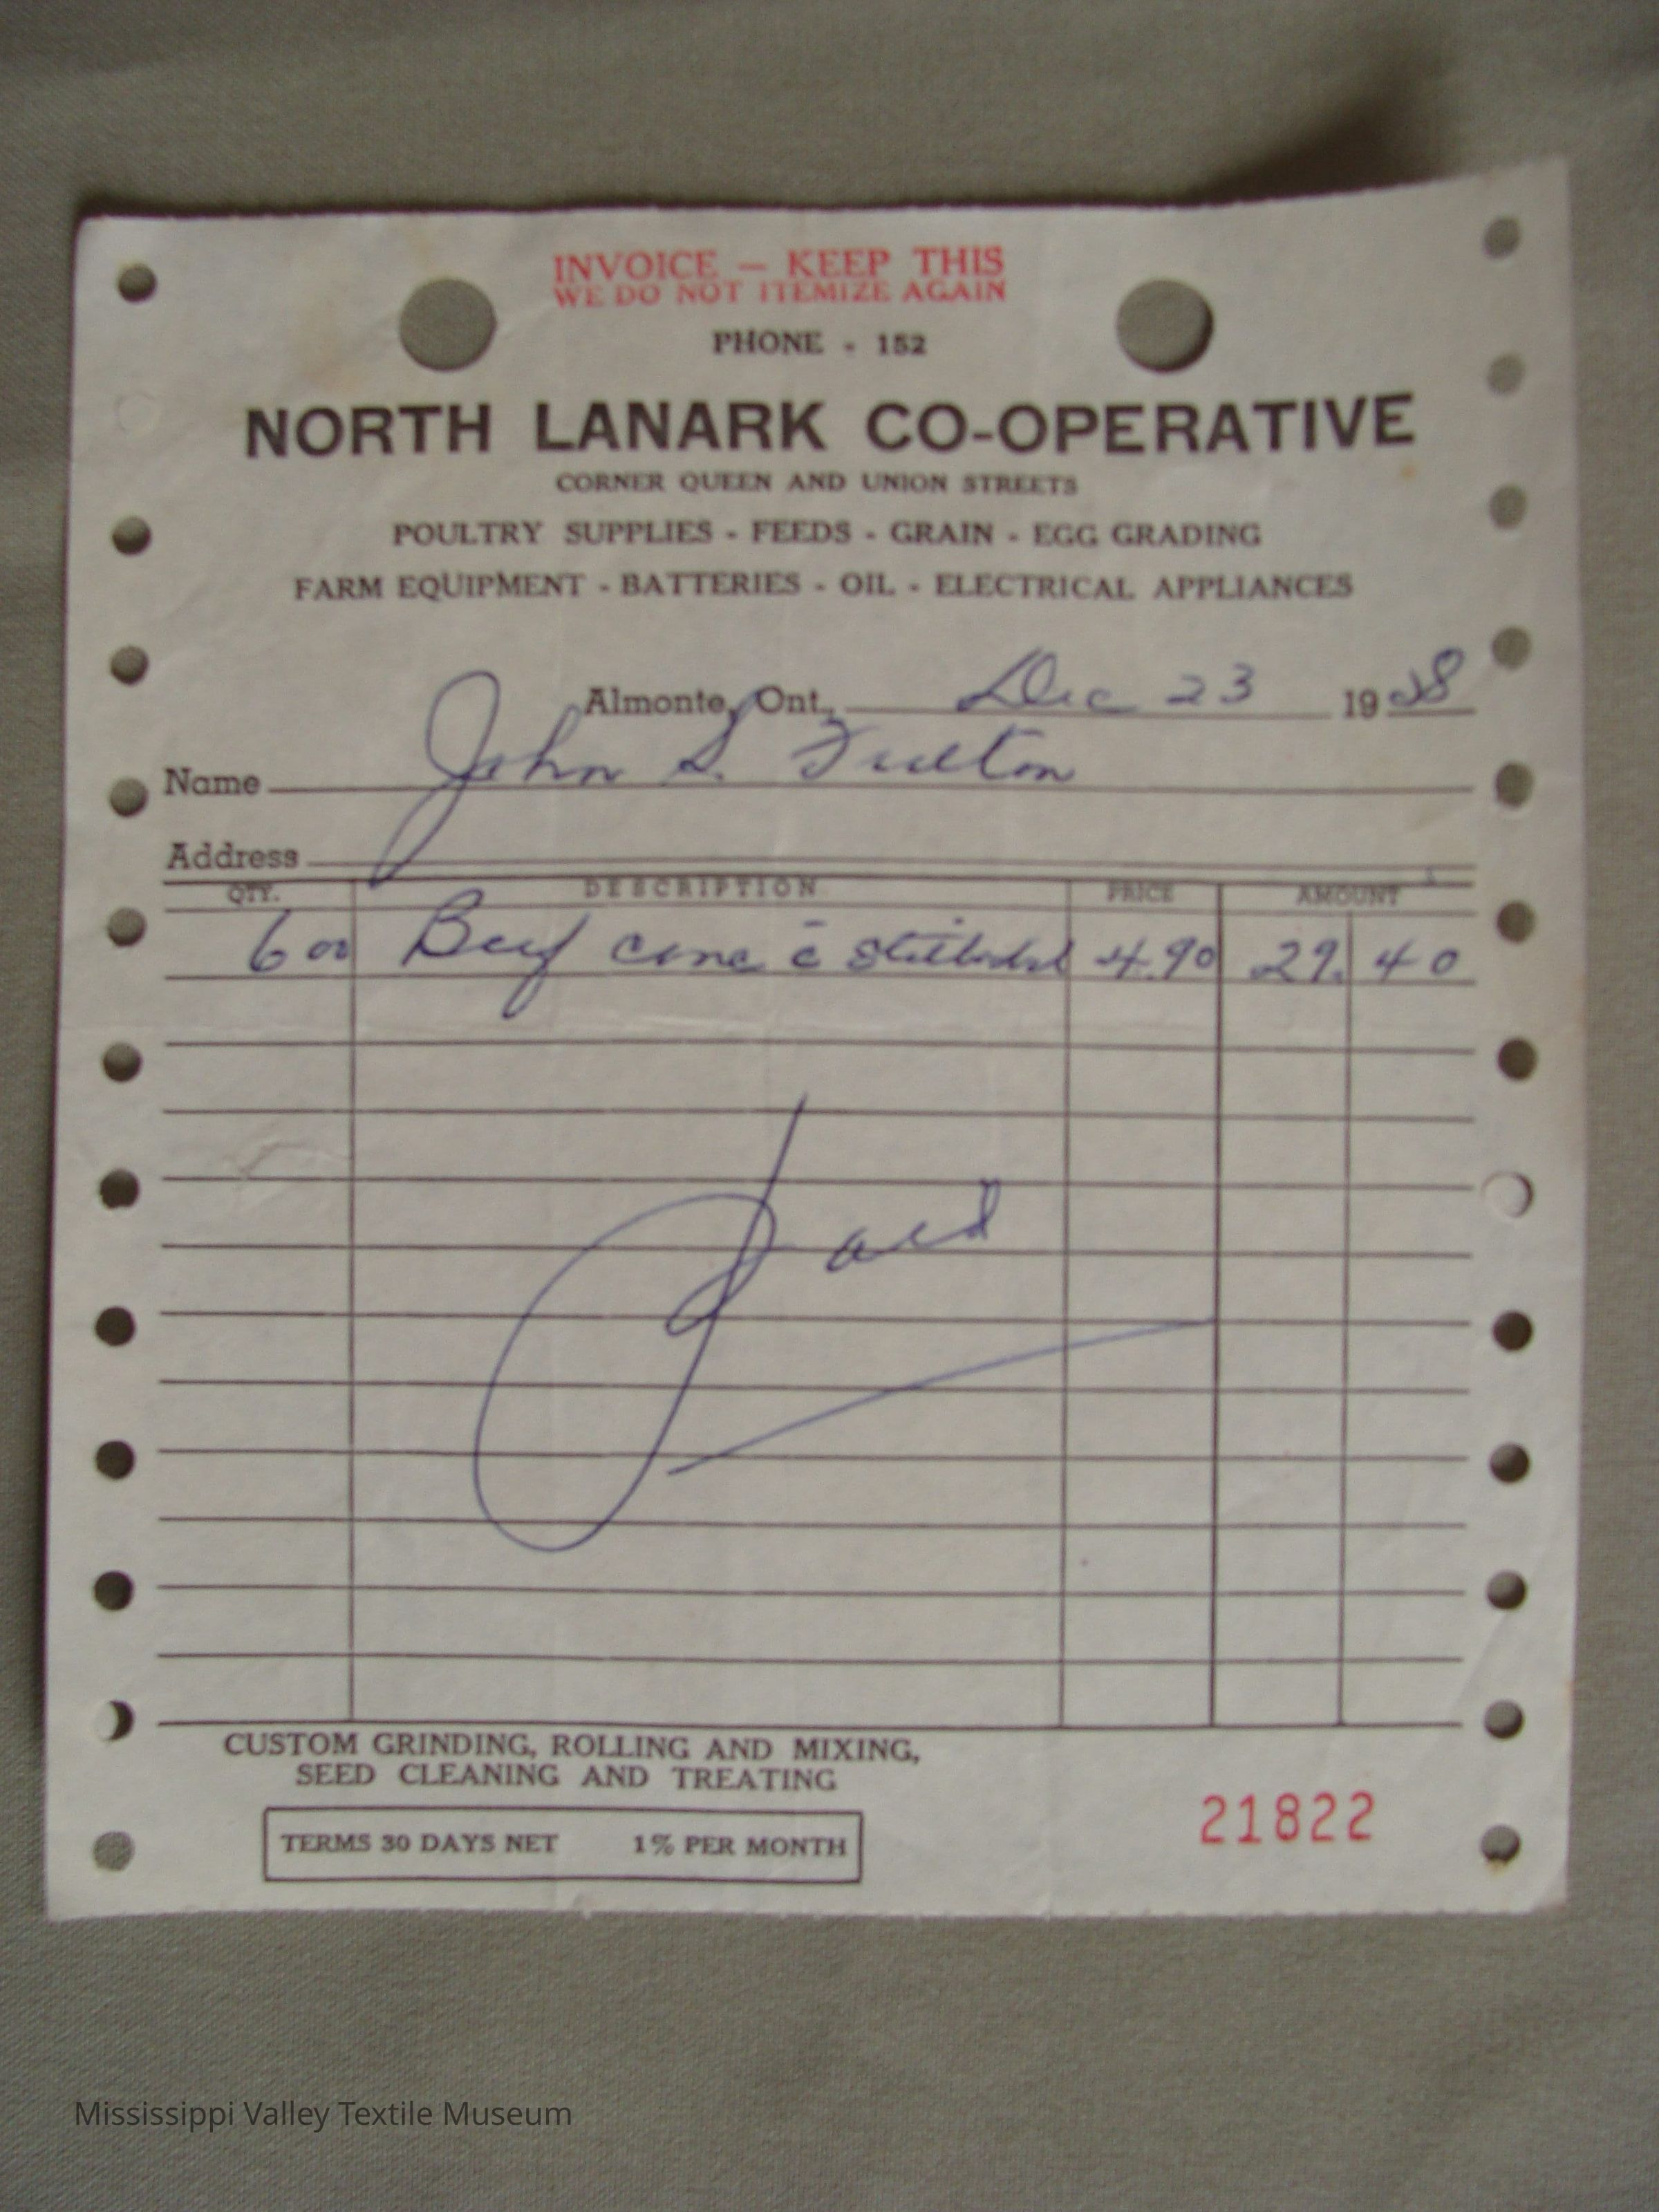 INVOICE — KEEP THIS
WE DO NOT ITEMIZE AGAIN
PHONE - 152
NORTH LANARK CO-OPERATIVE
CORNER QUEEN AND UNION STREETS
POULTRY SUPPLIES - FEEDS - GRAIN - EGG GRADING
FARM EQUIPMENT - BATTERIES - OIL - ELECTRICAL APPLIANCES
Almonte, Ont., Dec 23 19
Name John S. Fulton
Address
QTY. DESCRIPTION PRICE AMOUNT
600 Beef conc c̄ 4.90 29.40
Paid
CUSTOM GRINDING, ROLLING AND MIXING,
SEED CLEANING AND TREATING
21822
TERMS 30 DAYS NET 1% PER MONTH
Mississippi Valley Textile Museum